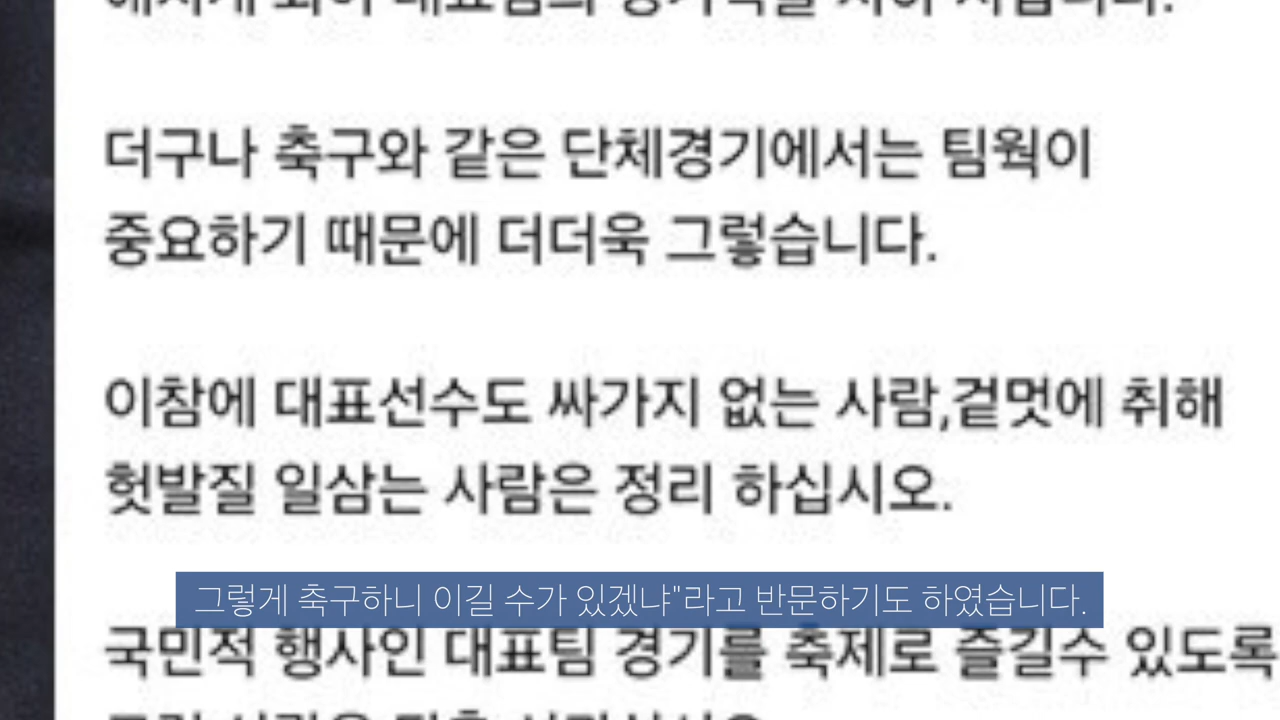 더구나 축구와 같은 단체경기에서는 팀웍이
중요하기 때문에 더더욱 그렇습니다.
이참에 대표선수도 싸가지 없는 사람,겉멋에 취해
헛발질 일삼는 사람은 정리 하십시오.
그렇게 축구하니 이길 수가 있겠냐"라고 반문하기도 하였습니다.
국민적 행사인 대표팀 경기를 축제로 즐길수 있도록